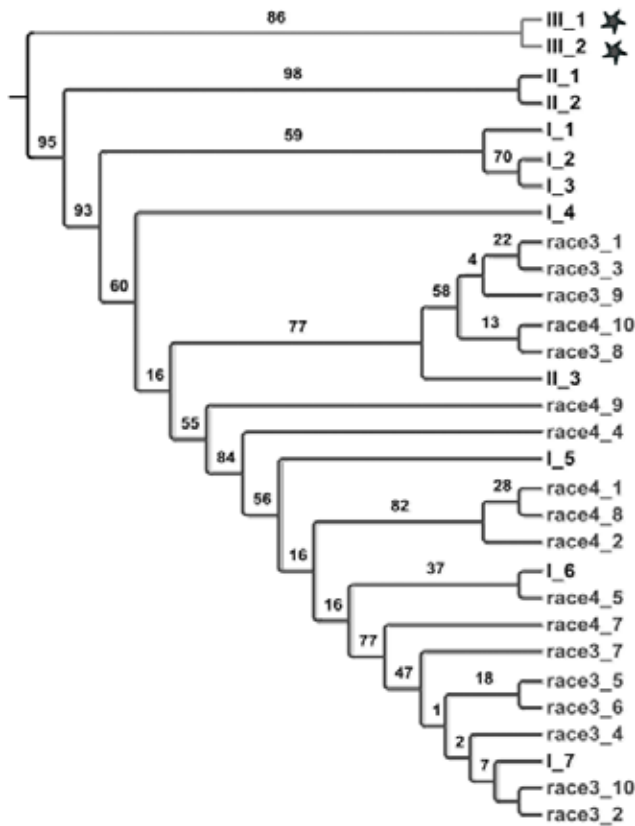 86
III_1
III_2
98
II_1
II_2
95
59
I_1
70
I_2
I_3
93
I_4
60
22
race3_1
4
race3_3
58
race3_9
13
race4_10
77
race3_8
16
II_3
55
race4_9
84
race4_4
56
I_5
28
race4_1
82
race4_8
16
race4_2
37
I_6
16
race4_5
77
race4_7
47
race3_7
18
race3_5
1
race3_6
2
race3_4
7
I_7
race3_10
race3_2